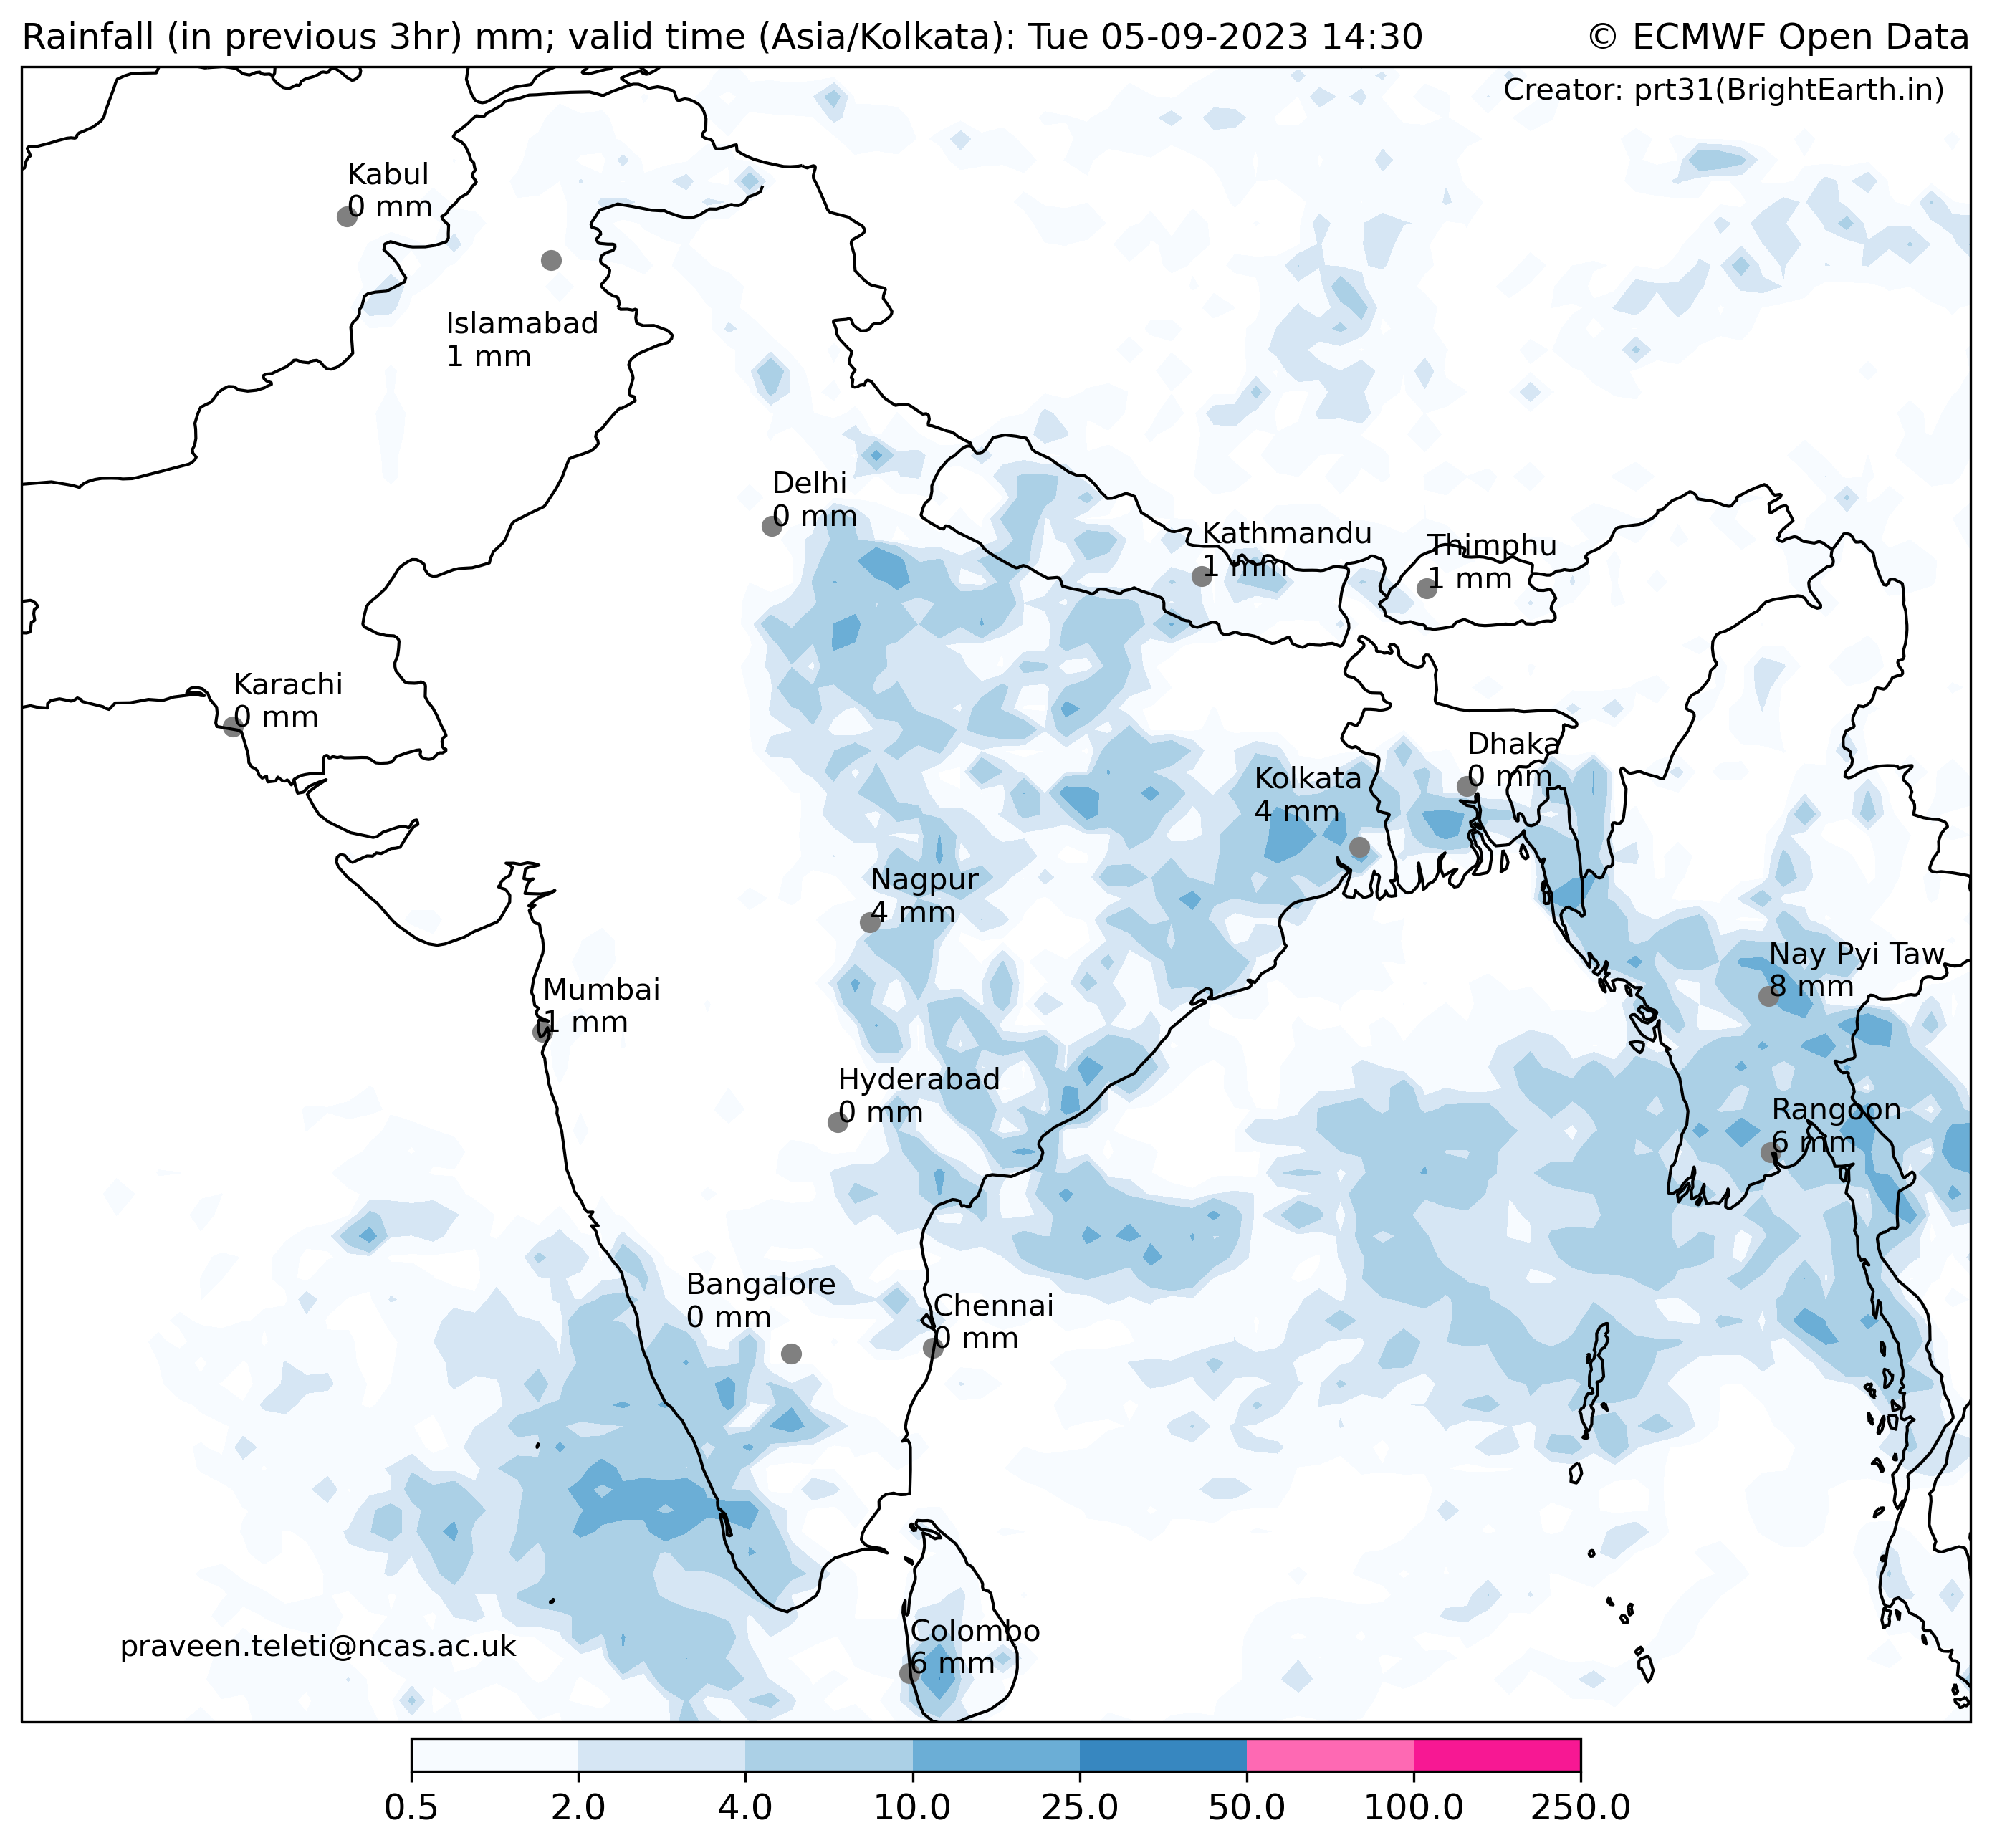 Rainfall (in previous 3hr) mm; valid time (Asia/Kolkata): Tue 05-09-2023 14:30
© ECMWF Open Data
Creator: prt31(BrightEarth.in)
Kabul
0 mm
Islamabad
1 mm
Delhi
0 mm
Kathmandu
1 mm
Thimphu
1 mm
Karachi
0 mm
Dhaka
0 mm
Kolkata
4 mm
Nagpur
4 mm
Nay Pyi Taw
8 mm
Mumbai
1 mm
Hyderabad
0 mm
Rangoon
6 mm
Bangalore
0 mm
Chennai
0 mm
Colombo
6 mm
praveen.teleti@ncas.ac.uk
0.5 2.0 4.0 10.0 25.0 50.0 100.0 250.0